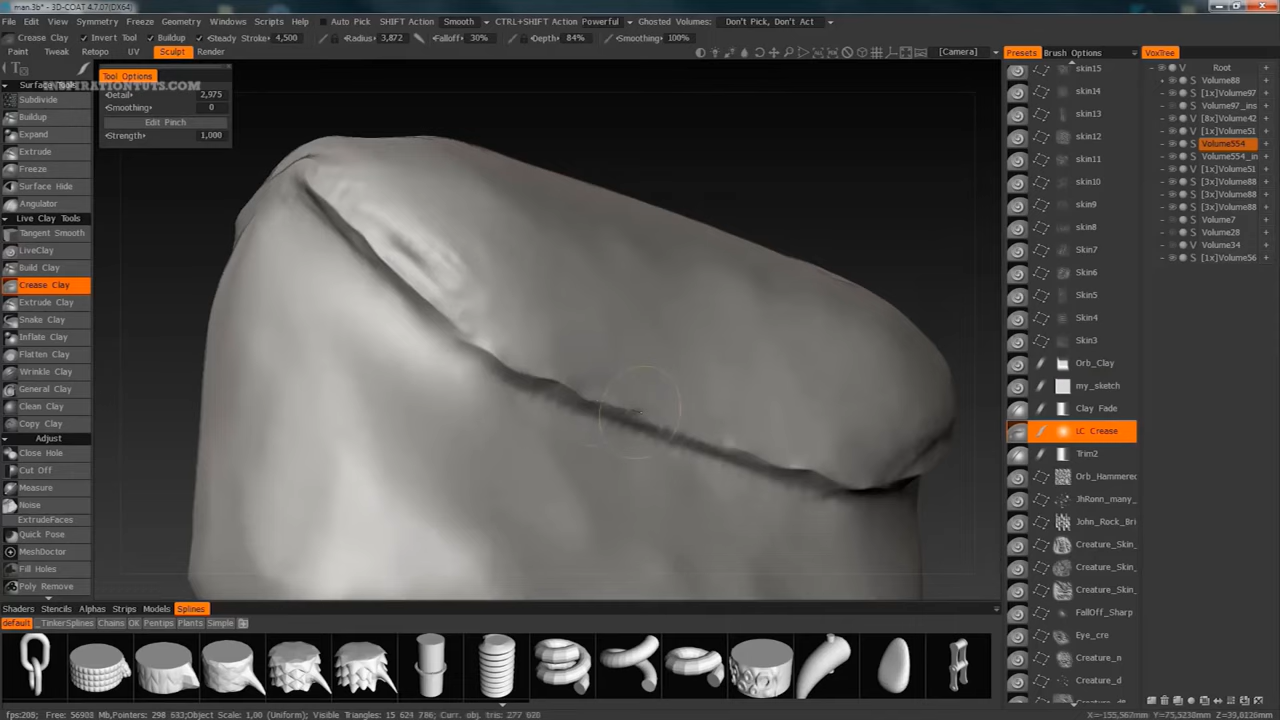 man.3b* - 3D-COAT 4.7.07(DX64)
File Edit View Symmetry Freeze Geometry Windows Scripts Help Auto Pick SHIFT Action Smooth CTRL+SHIFT Action Powerful Ghosted Volumes: Don't Pick, Don't Act
Crease Clay Invert Tool Buildup Steady Stroke 4,500 Radius 3,872 Falloff 30% Depth 84% Smoothing 100%
Paint Tweak Retopo UV Sculpt Render [Camera] Presets Brush Options VoxTree
Tool Options
Detail 2,975
Smoothing 0
Edit Pinch
Strength 1,000
Surface Tools
Subdivide
Buildup
Expand
Extrude
Freeze
Surface Hide
Angulator
Live Clay Tools
Tangent Smooth
LiveClay
Build Clay
Crease Clay
Extrude Clay
Snake Clay
Inflate Clay
Flatten Clay
Wrinkle Clay
General Clay
Clean Clay
Copy Clay
Adjust
Close Hole
Cut Off
Measure
Noise
ExtrudeFaces
Quick Pose
MeshDoctor
Fill Holes
Poly Remove
skin15
skin14
skin13
skin12
skin11
skin10
skin9
skin8
Skin7
Skin6
Skin5
Skin4
Skin3
Orb_Clay
my_sketch
Clay Fade
LC Crease
Trim2
Orb_Hammered
JhRonn_many_
John_Rock_Bri
Creature_Skin_
Creature_Skin_
Creature_Skin_
FallOff_Sharp
Eye_cre
Creature_n
Creature_d
V Root
S Volume88
S [1x]Volume97
S Volume97_ins
V [8x]Volume42
V [1x]Volume51
S Volume554
S Volume554_in
V [1x]Volume51
S [3x]Volume88
S [3x]Volume88
S [3x]Volume88
S Volume7
S Volume28
V Volume34
S [1x]Volume56
Shaders Stencils Alphas Strips Models Splines
default _TinkerSplines Chains OK Pentips Plants Simple
X=-155,567m Y=75,5238m Z=39,0126m